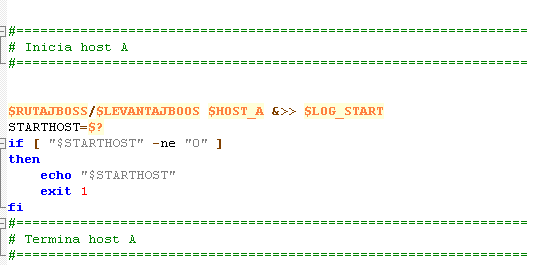 #================================================================
# Inicia host A
#================================================================
$RUTAJBOSS/$LEVANTAJBOOS $HOST_A &>> $LOG_START
STARTHOST=$?
if [ "$STARTHOST" -ne "0" ]
then
    echo "$STARTHOST"
    exit 1
fi
#================================================================
# Termina host A
#================================================================